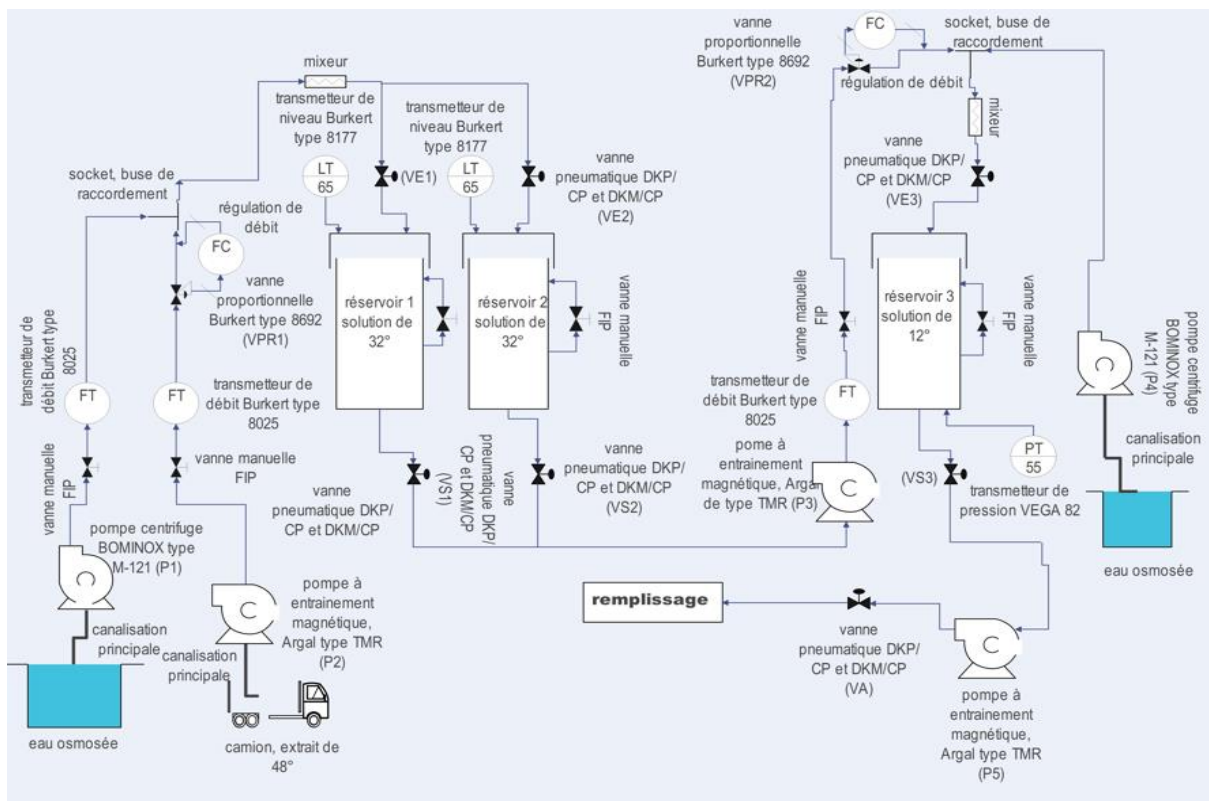 mixeur
transmetteur de
niveau Burkert
type 8177
LT
65
(VE1)
transmetteur de
niveau Burkert
type 8177
LT
65
vanne
pneumatique DKP/
CP et DKM/CP
(VE2)
socket, buse de
raccordement
régulation de
débit
FC
vanne
proportionnelle
Burkert type 8692
(VPR1)
réservoir 1
solution de
32°
réservoir 2
solution de
32°
vanne manuelle
FIP
transmetteur de
débit Burkert type
8025
FT
FT
transmetteur de
débit Burkert type
8025
vanne manuelle
FIP
vanne manuelle
FIP
vanne
pneumatique DKP/
CP et DKM/CP
(VS1)
vanne
pneumatique DKP/
CP et DKM/CP
vanne
pneumatique DKP/
CP et DKM/CP
(VS2)
pompe centrifuge
BOMINOX type
M-121 (P1)
C
canalisation
principale
eau osmosée
C
pompe à
entrainement
magnétique,
Argal type TMR
(P2)
canalisation
principale
camion, extrait de
48°
vanne
proportionnelle
Burkert type 8692
(VPR2)
FC
régulation de débit
socket, buse de
raccordement
mixeur
vanne
pneumatique DKP/
CP et DKM/CP
(VE3)
vanne manuelle
FIP
réservoir 3
solution de
12°
vanne manuelle
FIP
FT
transmetteur de
débit Burkert type
8025
pome à
entrainement
magnétique, Argal
de type TMR (P3)
C
(VS3)
PT
55
transmetteur de
pression VEGA 82
C
pompe centrifuge
BOMINOX type
M-121 (P4)
canalisation
principale
eau osmosée
remplissage
vanne
pneumatique DKP/
CP et DKM/CP
(VA)
C
pompe à
entrainement
magnétique,
Argal type TMR
(P5)